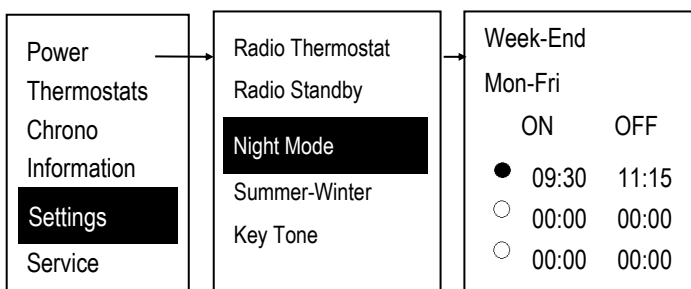 Power
Thermostats
Chrono
Information
Settings
Service
Radio Thermostat
Radio Standby
Night Mode
Summer-Winter
Key Tone
Week-End
Mon-Fri
ON OFF
09:30 11:15
00:00 00:00
00:00 00:00